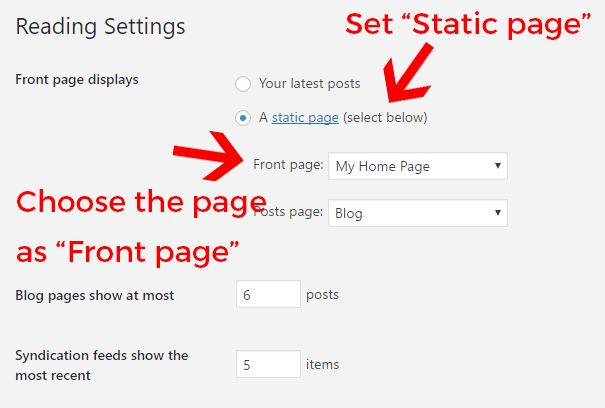 Reading Settings
Set “Static page”
Front page displays
Your latest posts
A static page (select below)
Front page: My Home Page
Choose the page
as “Front page”
Posts page: Blog
Blog pages show at most 6 posts
Syndication feeds show the
most recent
5 items